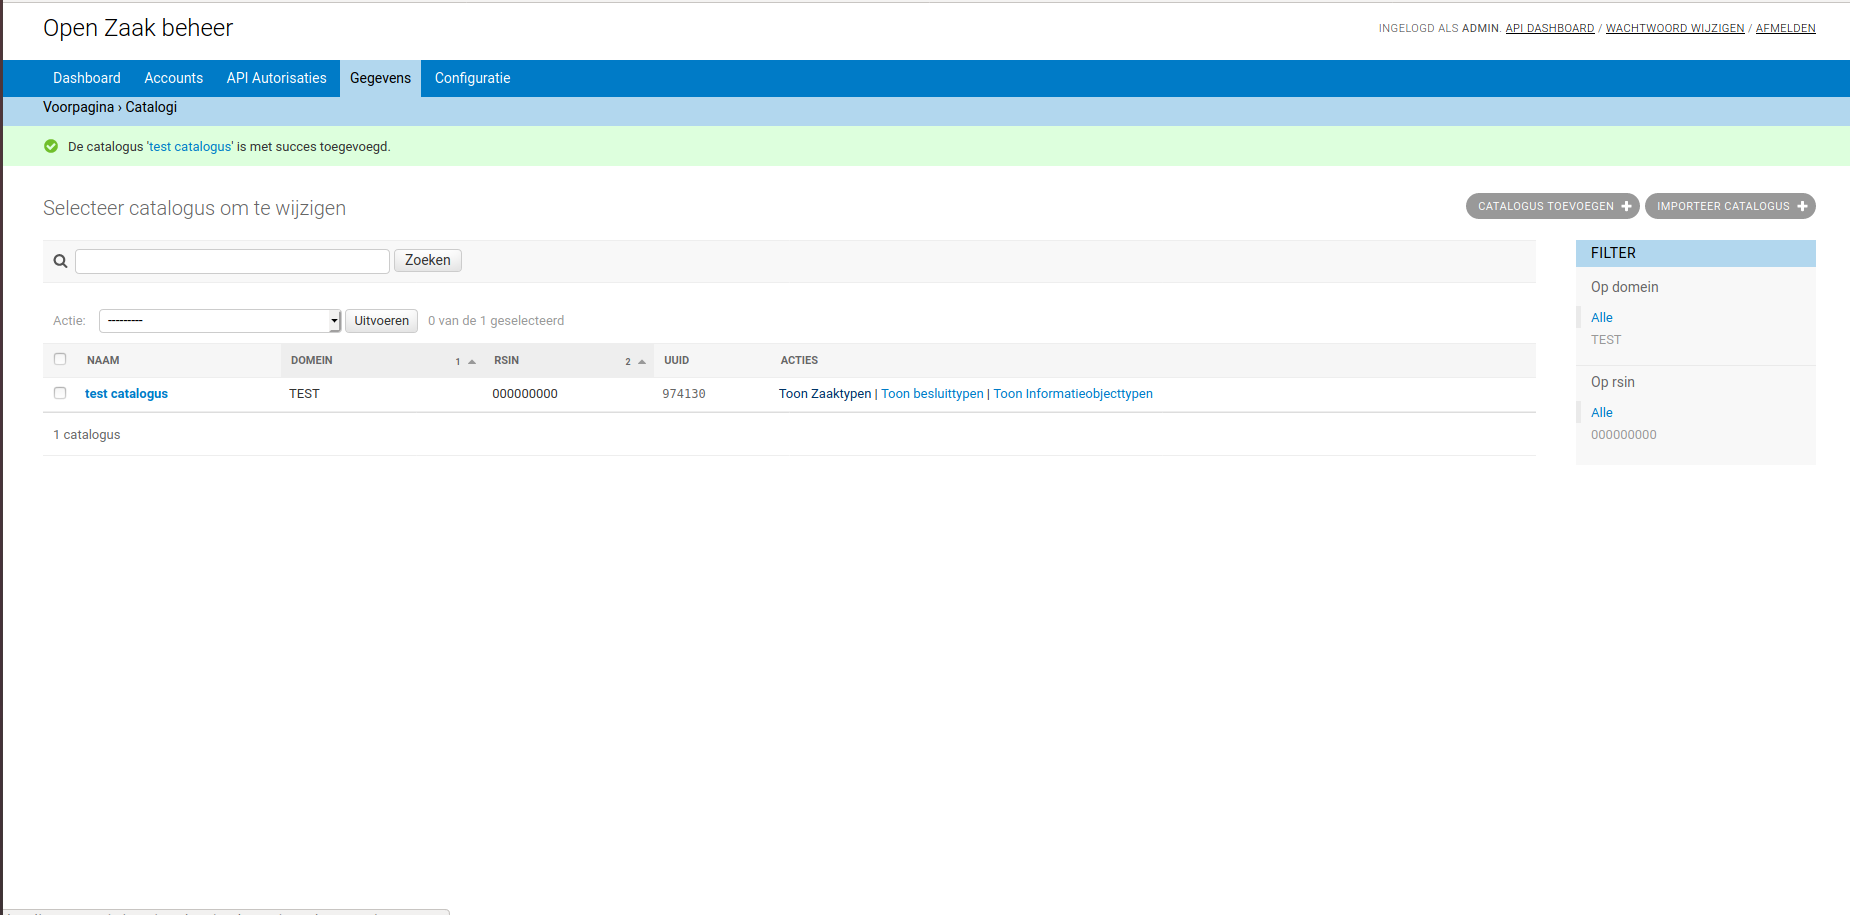 Open Zaak beheer
INGELOGD ALS ADMIN. API DASHBOARD / WACHTWOORD WIJZIGEN / AFMELDEN
Dashboard Accounts API Autorisaties Gegevens Configuratie
Voorpagina › Catalogi
De catalogus 'test catalogus' is met succes toegevoegd.
Selecteer catalogus om te wijzigen
CATALOGUS TOEVOEGEN
IMPORTEER CATALOGUS
Zoeken
Actie: --------- Uitvoeren 0 van de 1 geselecteerd
NAAM DOMEIN 1 RSIN 2 UUID ACTIES
test catalogus TEST 000000000 974130 Toon Zaaktypen | Toon besluittypen | Toon Informatieobjecttypen
1 catalogus
FILTER
Op domein
Alle
TEST
Op rsin
Alle
000000000